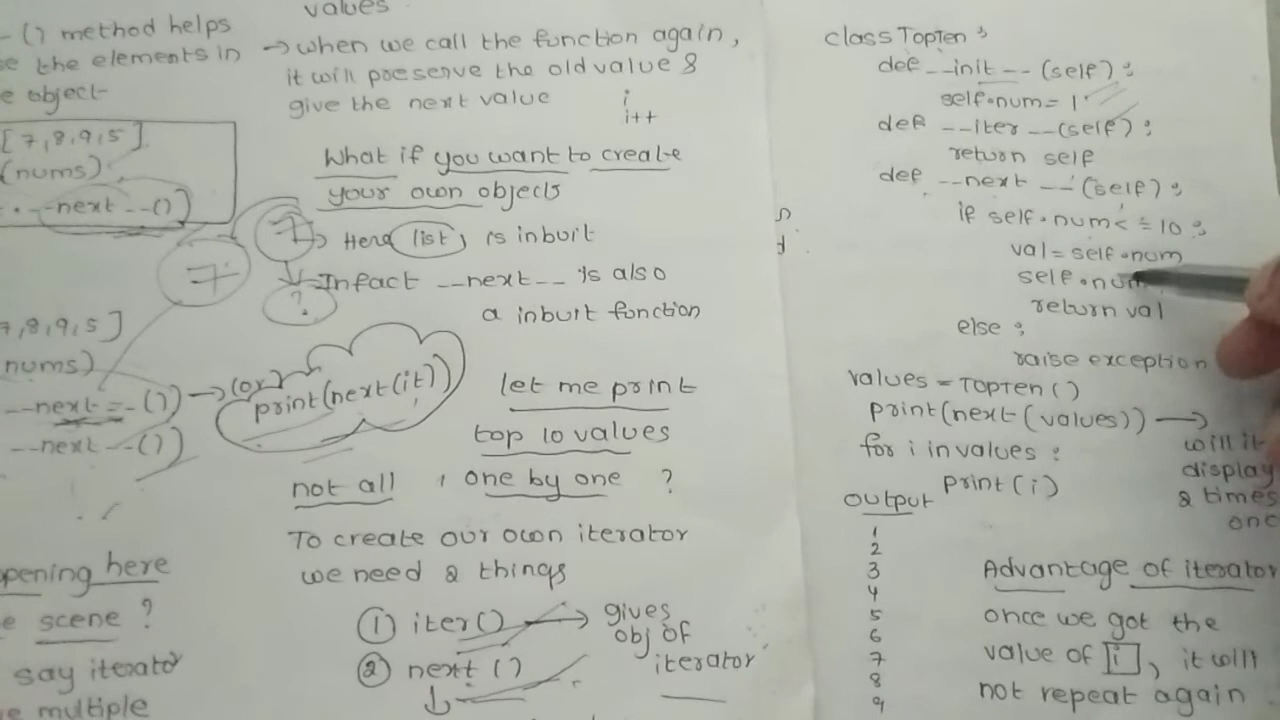 - () method helps
the elements in
object
[7,8,9,5]
(nums)
. --next--()
7
7,8,9,5]
nums)
--next--()
--next--()
pening here
scene ?
say iterator
multiple
values
→ when we call the function again,
it will preserve the old value &
give the next value
i
i++
What if you want to create
your own objects
7 → Here list, is inbuilt
? → Infact --next-- is also
a inbuilt function
→ (or) print(next(it))
let me print
top 10 values
not all , one by one ?
To create our own iterator
we need 2 things
① iter() → gives
obj of
iterator
② next ()
class TopTen :
def --init-- (self) :
self.num = 1
def --iter --(self) :
return self
def --next --(self) :
if self.num < = 10 :
val = self.num
self.num
return val
else :
raise exception
values = TOPTen ()
print(next (values)) →
will it
display
2 times
for i in values :
print (i)
output
1
2
3
4
5
6
7
8
9
Advantage of iterator
once we got the
value of i, it will
not repeat again